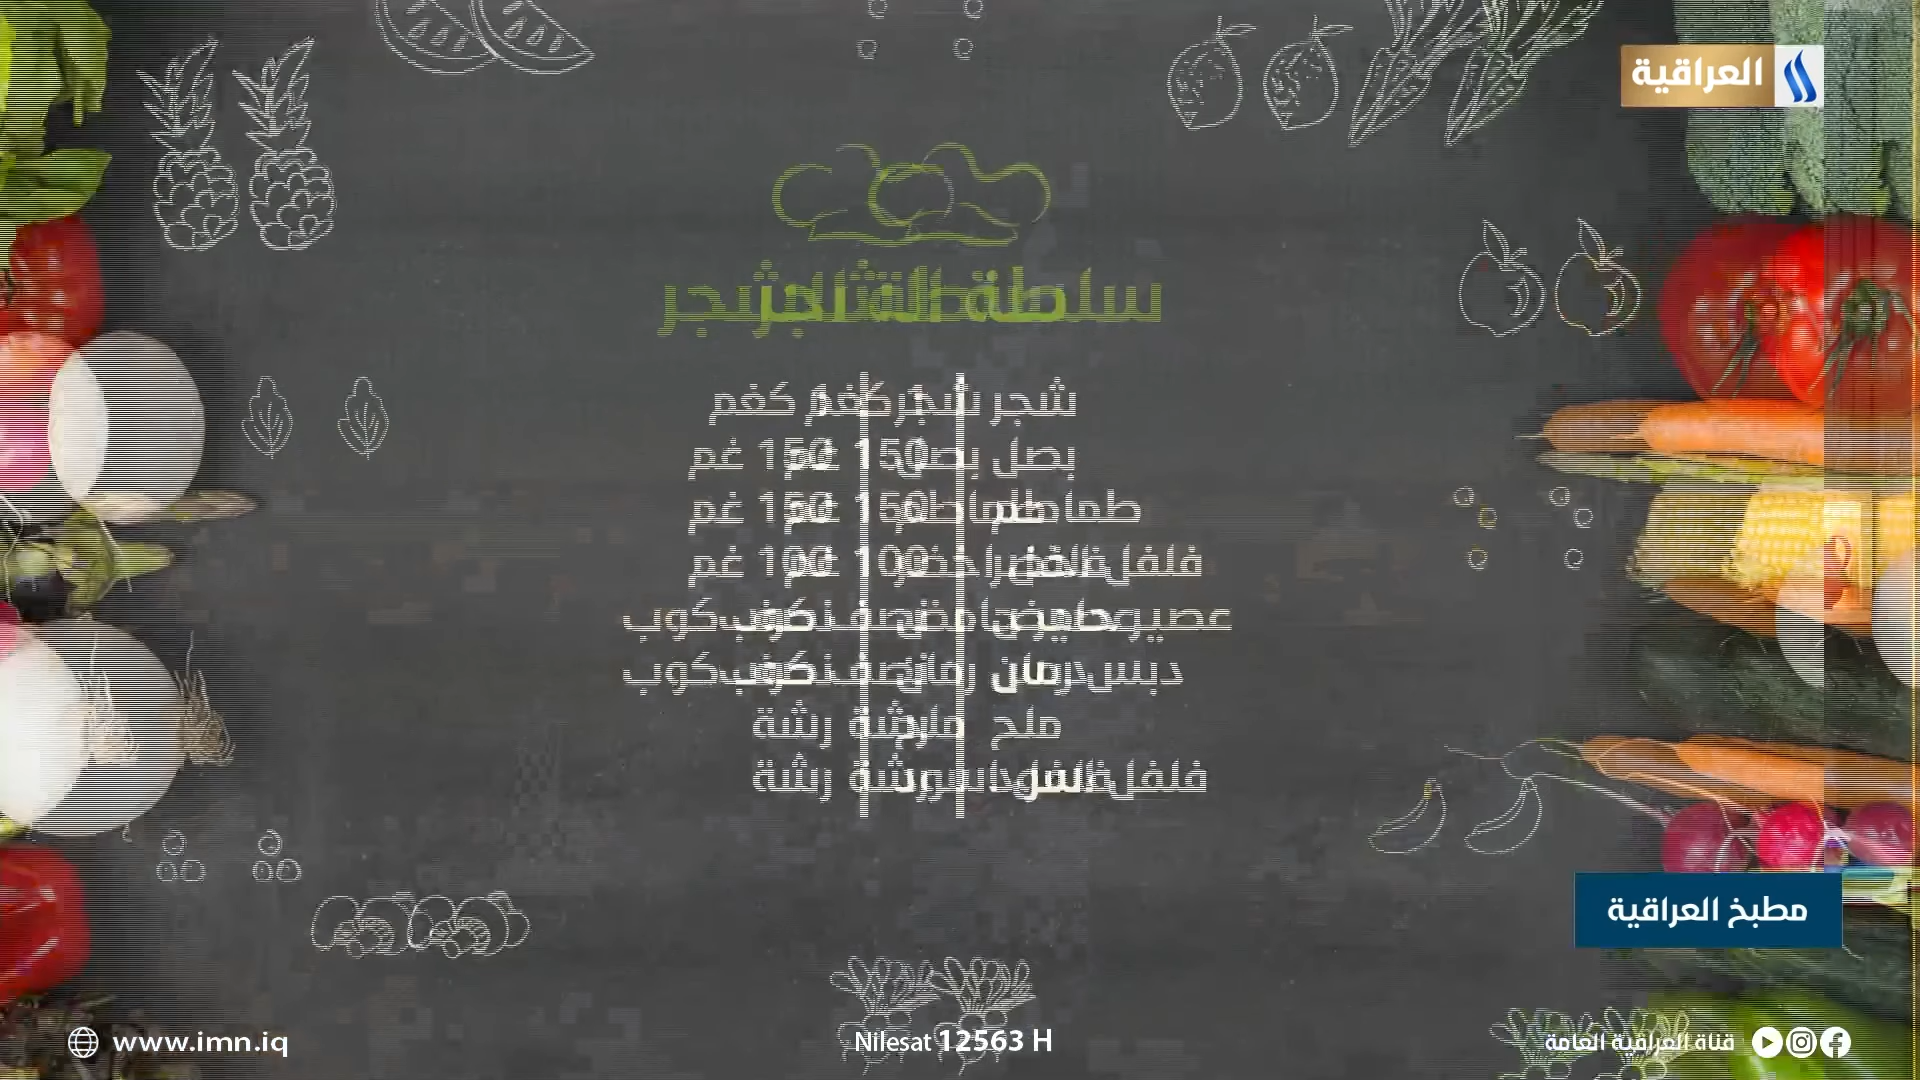 العراقية
سلطة الشجر
شجر 1 كغم
بصل 150 غم
طماطم 150 غم
فلفل اخضر 100 غم
عصير حامض نصف كوب
دبس رمان نصف كوب
ملح رشة
فلفل اسود رشة
مطبخ العراقية
www.imn.iq
Nilesat 12563 H
قناة العراقية العامة